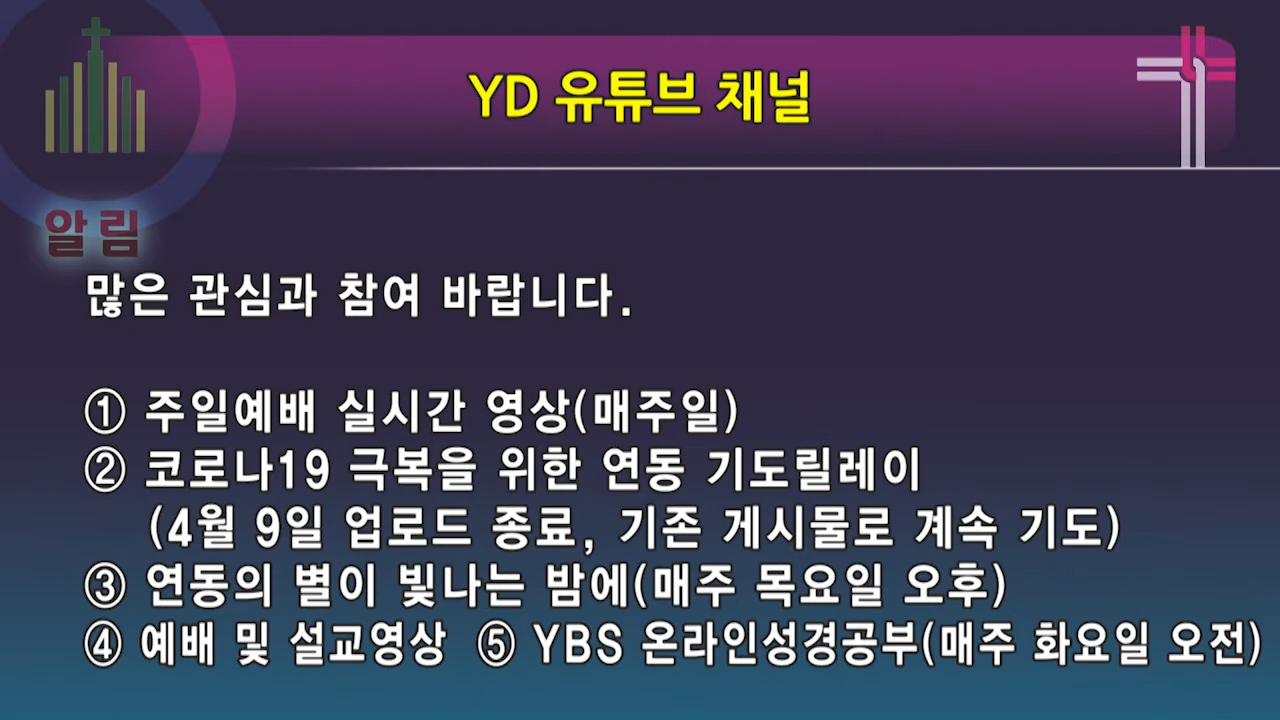 YD 유튜브 채널
알림
많은 관심과 참여 바랍니다.
① 주일예배 실시간 영상(매주일)
② 코로나19 극복을 위한 연동 기도릴레이
(4월 9일 업로드 종료, 기존 게시물로 계속 기도)
③ 연동의 별이 빛나는 밤에(매주 목요일 오후)
④ 예배 및 설교영상 ⑤ YBS 온라인성경공부(매주 화요일 오전)